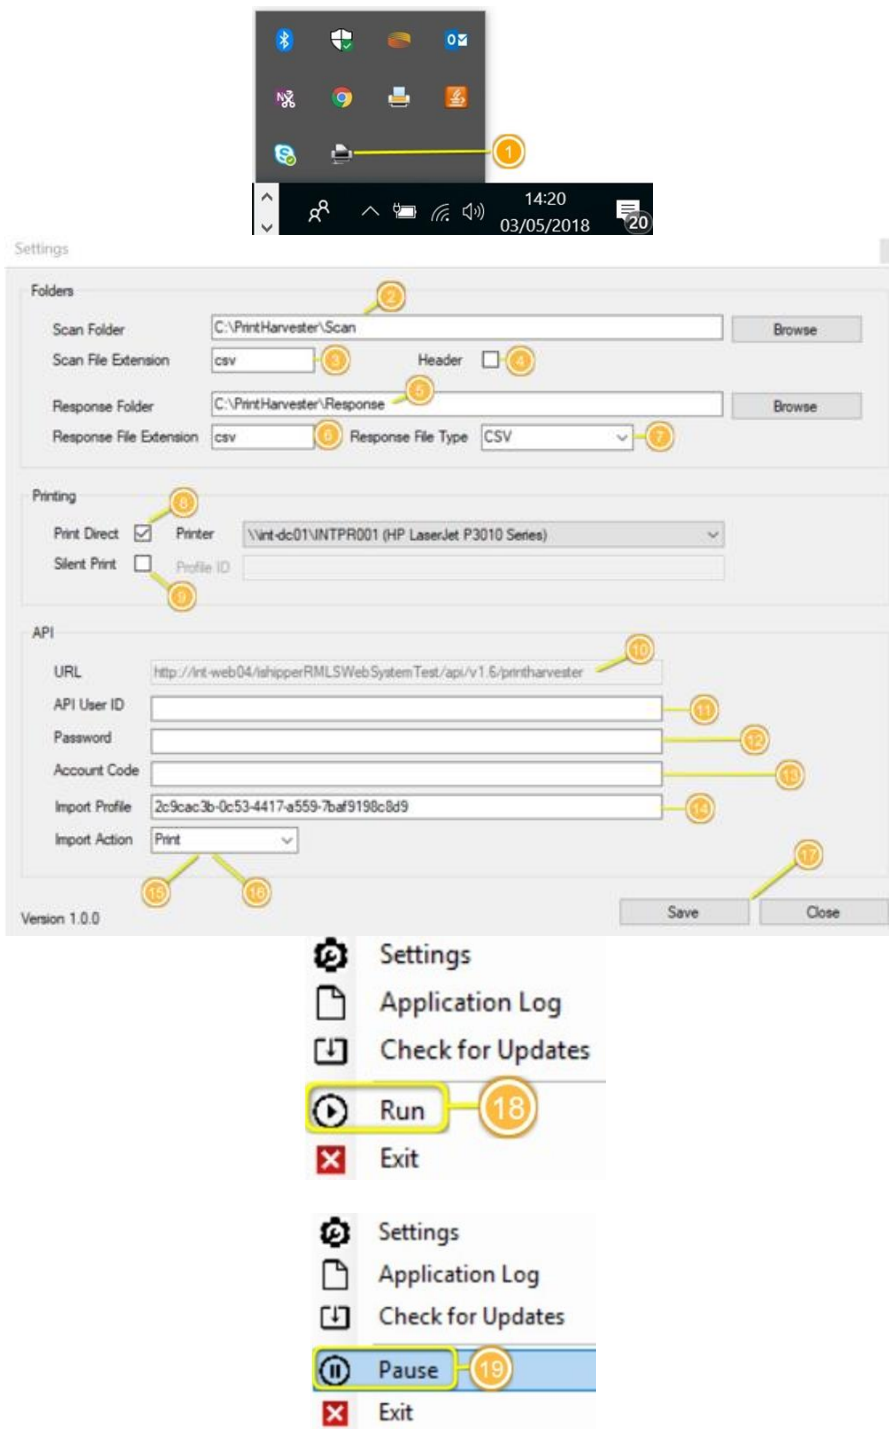 1
14:20
03/05/2018
20
Settings
Folders
2
Scan Folder C:\PrintHarvester\Scan Browse
Scan File Extension csv 3 Header 4
5
Response Folder C:\PrintHarvester\Response Browse
Response File Extension csv 6 Response File Type CSV 7
Printing
8
Print Direct Printer \\int-dc01\INTPR001 (HP LaserJet P3010 Series)
Silent Print Profile ID
9
API
10
URL http://int-web04/ishipperRMLSWebSystemTest/api/v1.6/printharvester
API User ID 11
Password 12
Account Code 13
Import Profile 2c9cac3b-0c53-4417-a559-7baf9198c8d9 14
Import Action Print
15 16 17
Version 1.0.0 Save Close
Settings
Application Log
Check for Updates
Run 18
Exit
Settings
Application Log
Check for Updates
Pause 19
Exit